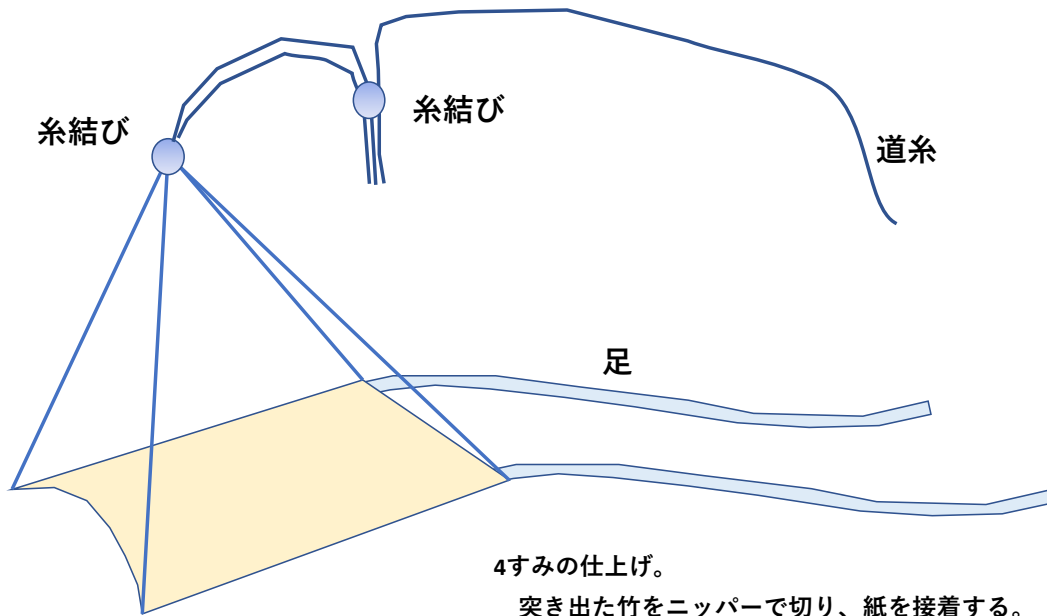 糸結び
糸結び
道糸
足
4すみの仕上げ。
突き出た竹をニッパーで切り、紙を接着する。